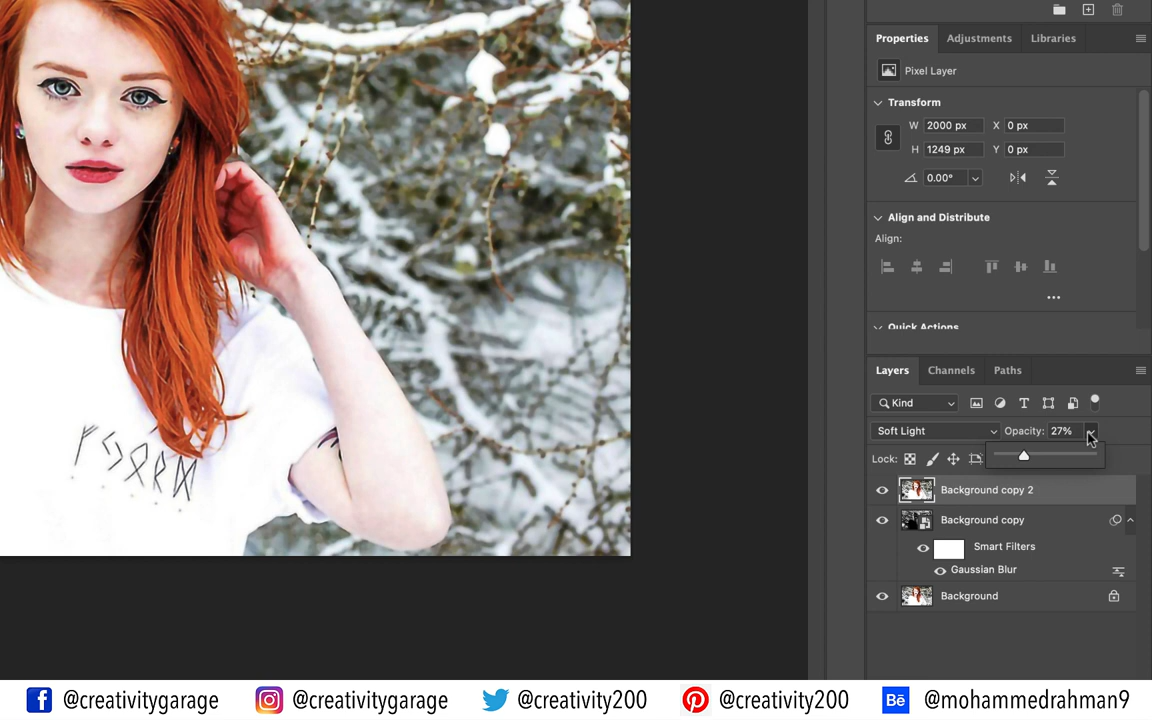 Properties Adjustments Libraries
Pixel Layer
Transform
W 2000 px X 0 px
H 1249 px Y 0 px
0.00°
Align and Distribute
Align:
Quick Actions
Layers Channels Paths
Kind
Soft Light Opacity: 27%
Lock:
Background copy 2
Background copy
Smart Filters
Gaussian Blur
Background
@creativitygarage @creativitygarage @creativity200 @creativity200 Bē @mohammedrahman9